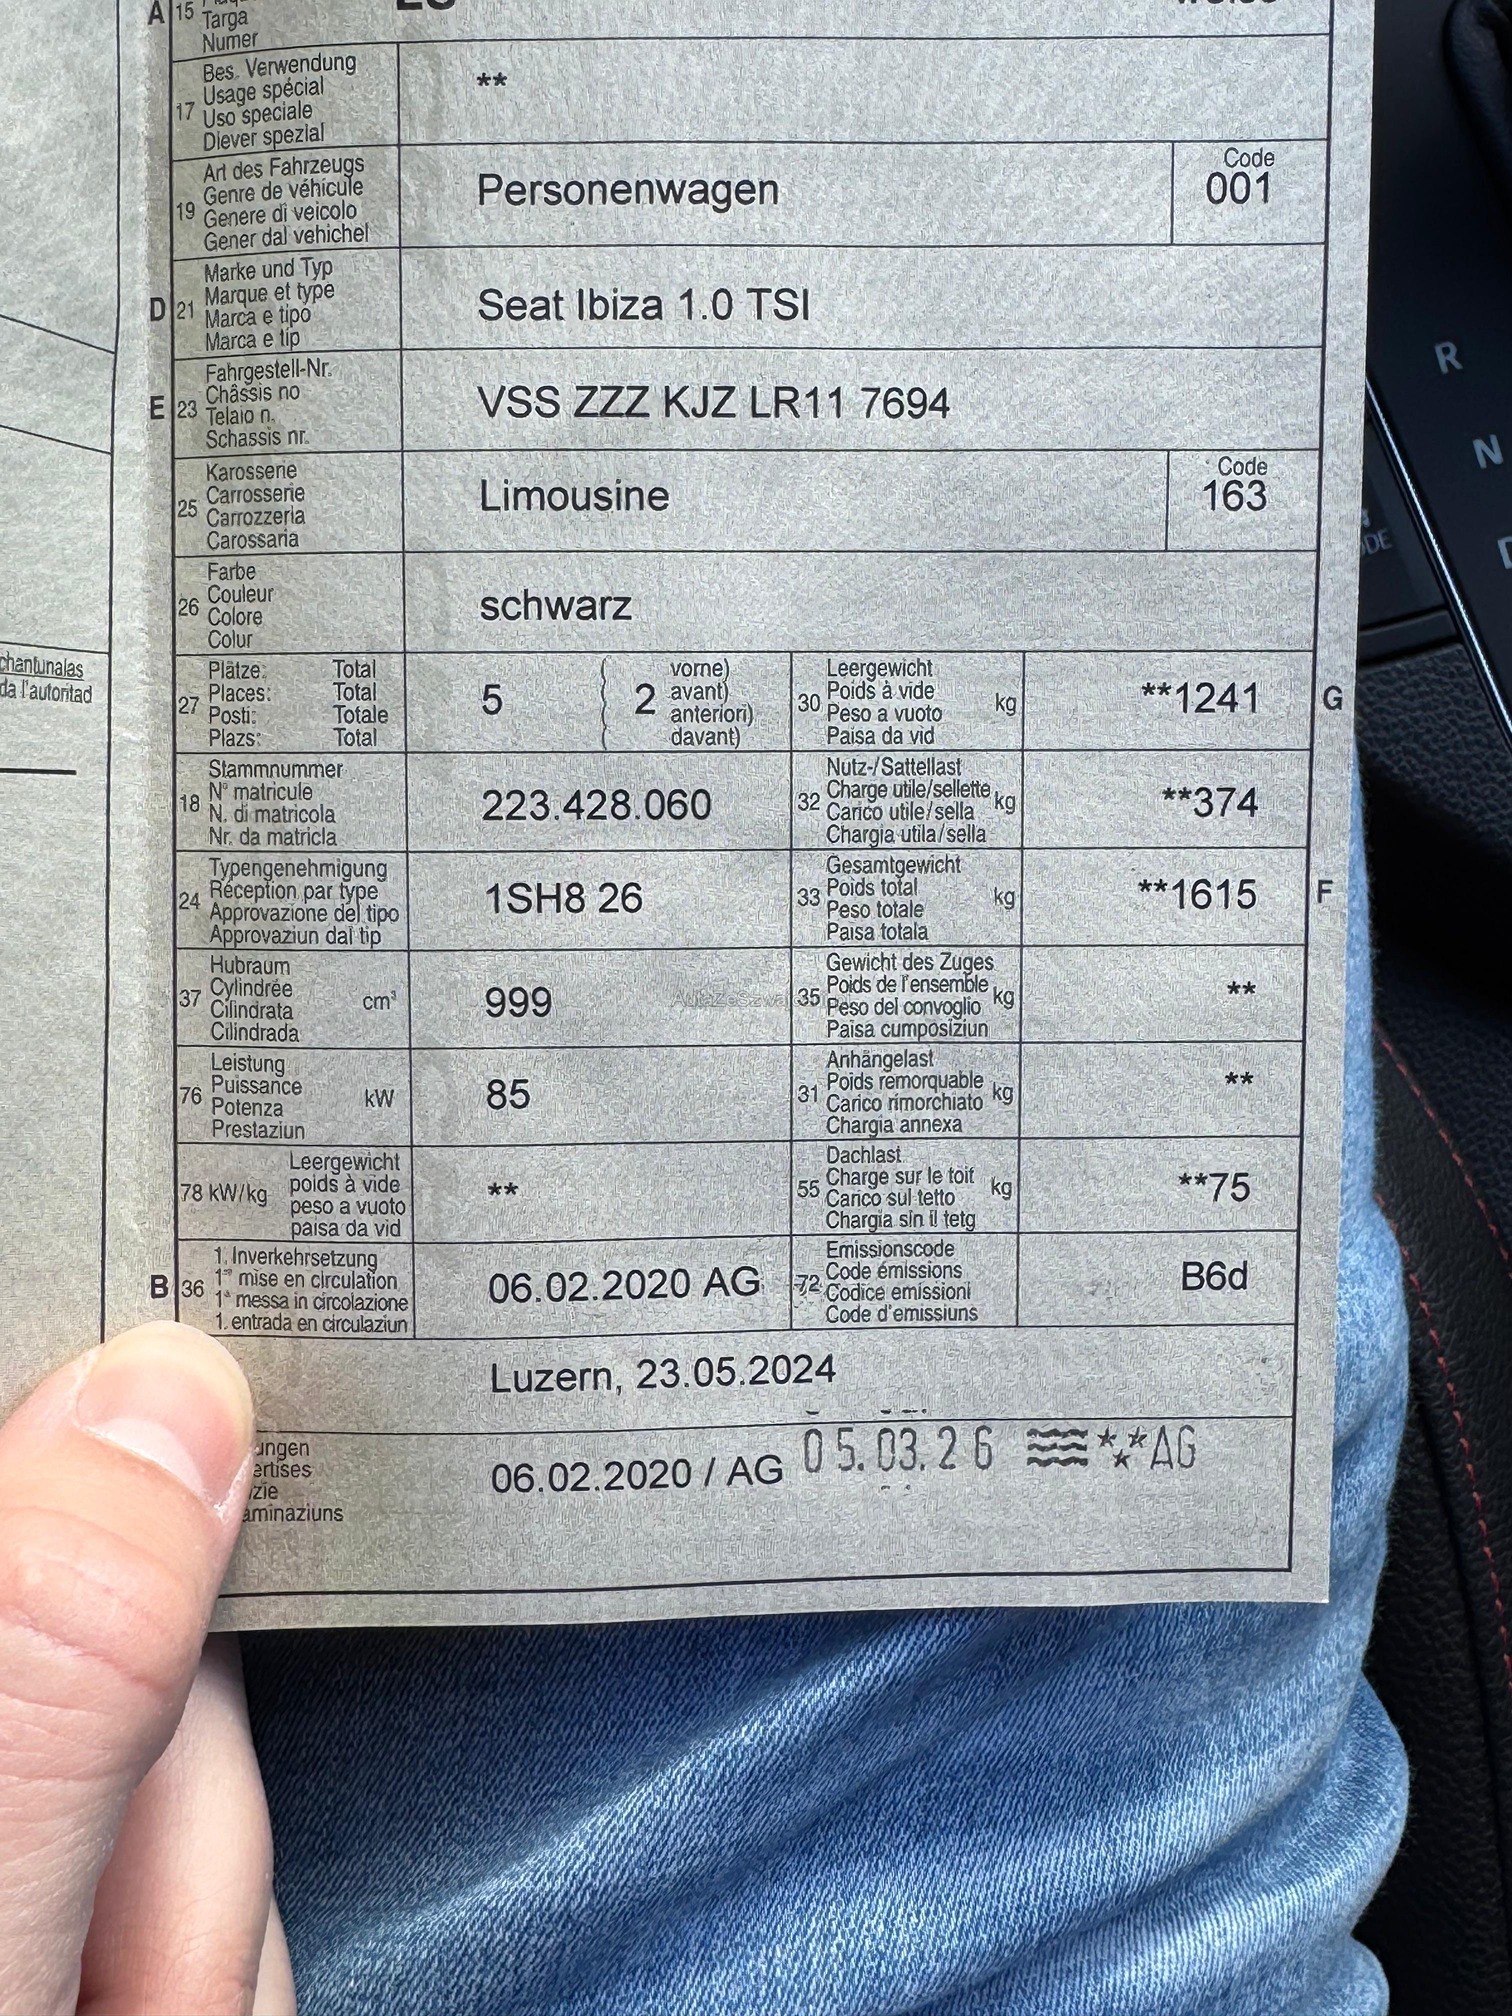 A 15 Targa
Numer
17 Bes. Verwendung
Usage spécial
Uso speciale
Diever spezial
**
19 Art des Fahrzeugs
Genre de véhicule
Genere di veicolo
Gener dal vehichel
Personenwagen
Code
001
D 21 Marke und Typ
Marque et type
Marca e tipo
Marca e tip
Seat Ibiza 1.0 TSI
E 23 Fahrgestell-Nr.
Châssis no
Telaio n.
Schassis nr.
VSS ZZZ KJZ LR11 7694
25 Karosserie
Carrosserie
Carrozzeria
Carossaria
Limousine
Code
163
26 Farbe
Couleur
Colore
Colur
schwarz
27 Plätze: Total
Places: Total
Posti: Totale
Plazs: Total
5
2
vorne)
avant)
anteriori)
davant)
30 Leergewicht
Poids à vide
Peso a vuoto
Paisa da vid
kg
**1241
G
18 Stammnummer
N° matricule
N. di matricola
Nr. da matricla
223.428.060
32 Nutz-/Sattellast
Charge utile/sellette
Carico utile/sella
Chargia utila/sella
kg
**374
24 Typengenehmigung
Réception par type
Approvazione del tipo
Approvaziun dal tip
1SH8 26
33 Gesamtgewicht
Poids total
Peso totale
Paisa totala
kg
**1615
F
37 Hubraum
Cylindrée
Cilindrata
Cilindrada
cm³
999
35 Gewicht des Zuges
Poids de l'ensemble
Peso del convoglio
Paisa cumposiziun
kg
**
76 Leistung
Puissance
Potenza
Prestaziun
kW
85
31 Anhängelast
Poids remorquable
Carico rimorchiato
Chargia annexa
kg
**
78 kW/kg
Leergewicht
poids à vide
peso a vuoto
paisa da vid
**
55 Dachlast
Charge sur le toit
Carico sul tetto
Chargia sin il tetg
kg
**75
B 36 1. Inverkehrsetzung
1re mise en circulation
1a messa in circolazione
1. entrada en circulaziun
06.02.2020 AG
72 Emissionscode
Code émissions
Codice emissioni
Code d'emissiuns
B6d
Luzern, 23.05.2024
06.02.2020 / AG
05.03.26 AG
chantunalas
da l'autoritad
R
N